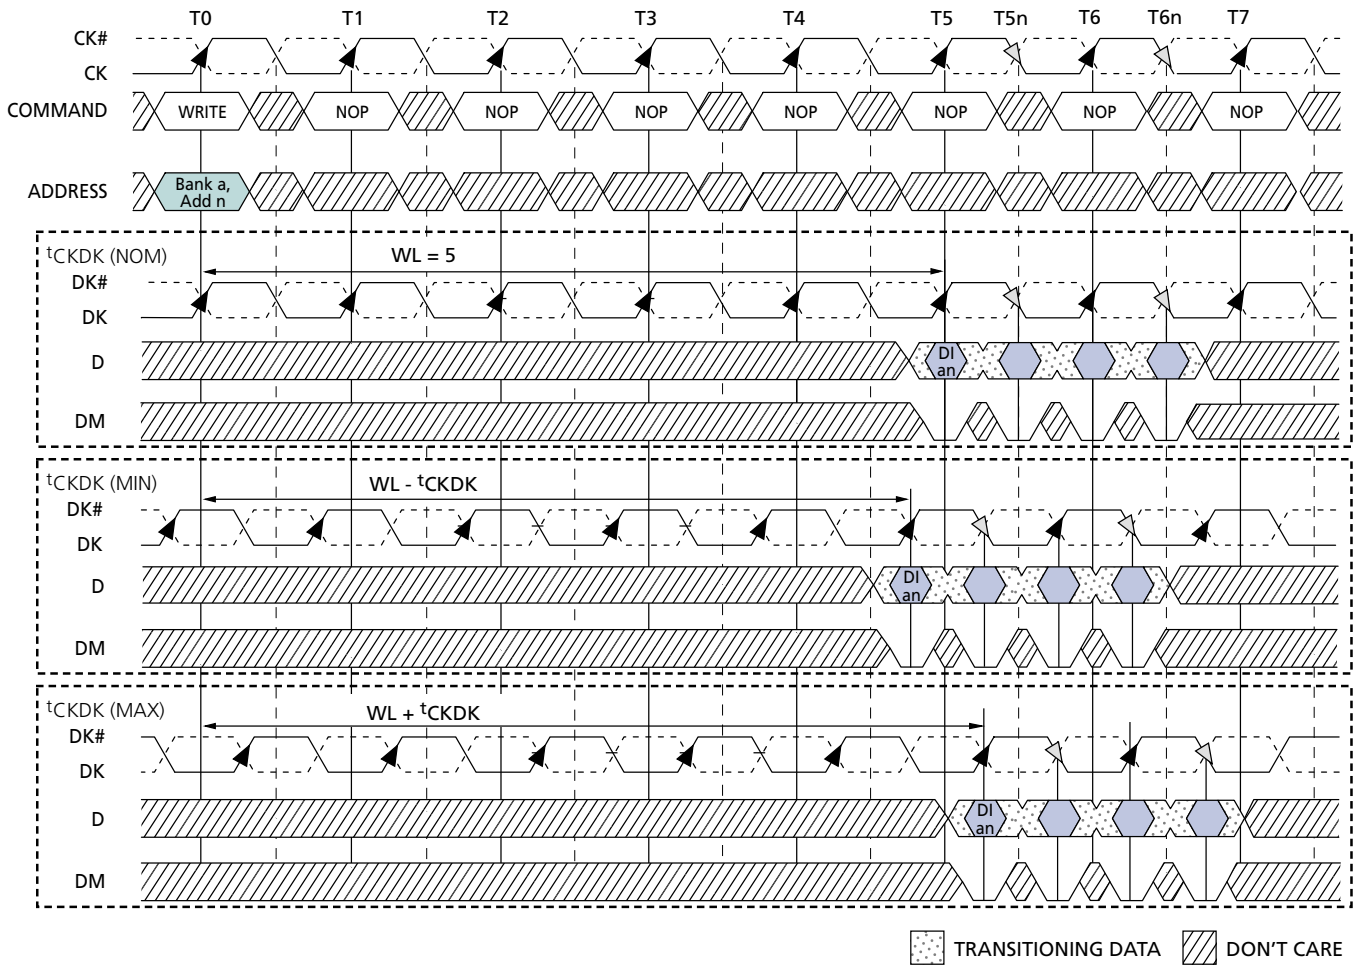 T0 T1 T2 T3 T4 T5 T5n T6 T6n T7
CK#
CK
COMMAND WRITE NOP NOP NOP NOP NOP NOP NOP
ADDRESS Bank a,
Add n
tCKDK (NOM)
WL = 5
DK#
DK
D DI
an
DM
tCKDK (MIN)
WL - tCKDK
DK#
DK
D DI
an
DM
tCKDK (MAX)
WL + tCKDK
DK#
DK
D DI
an
DM
TRANSITIONING DATA DON'T CARE